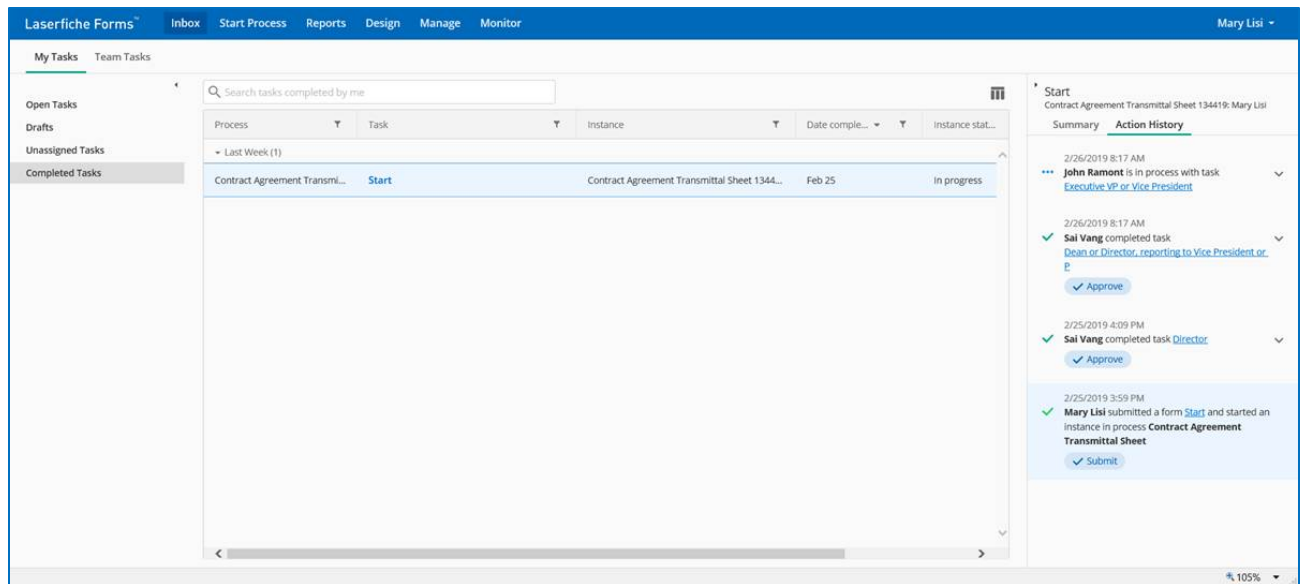 Laserfiche Forms™ Inbox Start Process Reports Design Manage Monitor Mary Lisi
My Tasks Team Tasks
Open Tasks
Drafts
Unassigned Tasks
Completed Tasks
Search tasks completed by me
Process Task Instance Date comple... Instance stat...
Last Week (1)
Contract Agreement Transmi... Start Contract Agreement Transmittal Sheet 1344... Feb 25 In progress
Start
Contract Agreement Transmittal Sheet 134419: Mary Lisi
Summary Action History
2/26/2019 8:17 AM
John Ramont is in process with task
Executive VP or Vice President
2/26/2019 8:17 AM
Sai Vang completed task
Dean or Director, reporting to Vice President or
P
Approve
2/25/2019 4:09 PM
Sai Vang completed task Director
Approve
2/25/2019 3:59 PM
Mary Lisi submitted a form Start and started an
instance in process Contract Agreement
Transmittal Sheet
Submit
105%